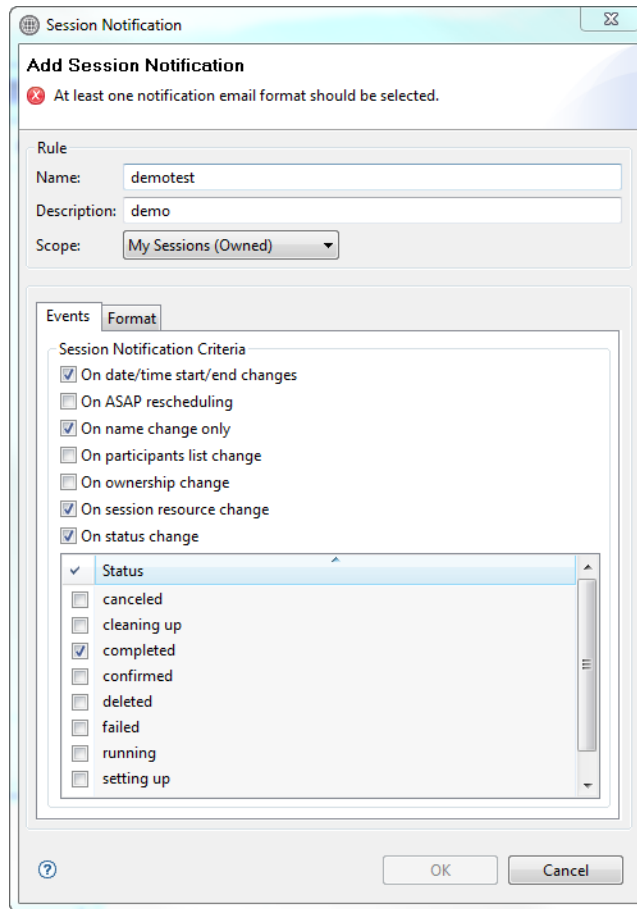 Session Notification
Add Session Notification
At least one notification email format should be selected.
Rule
Name: demotest
Description: demo
Scope: My Sessions (Owned)
Events Format
Session Notification Criteria
On date/time start/end changes
On ASAP rescheduling
On name change only
On participants list change
On ownership change
On session resource change
On status change
Status
canceled
cleaning up
completed
confirmed
deleted
failed
running
setting up
OK Cancel